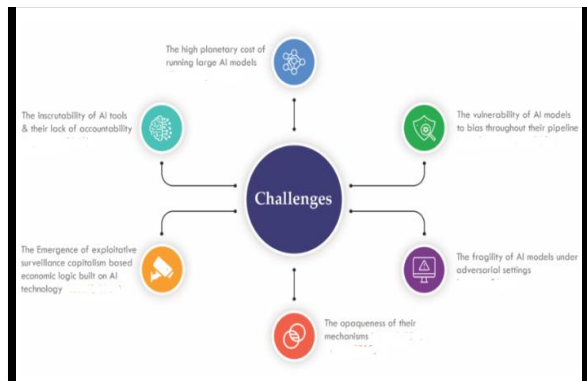 The high planetary cost of
running large AI models
The inscrutability of AI tools
& their lack of accountability
The vulnerability of AI models
to bias throughout their pipeline
Challenges
The Emergence of exploitative
surveillance capitalism based
economic logic built on AI
technology
The fragility of AI models under
adversarial settings
The opaqueness of their
mechanisms